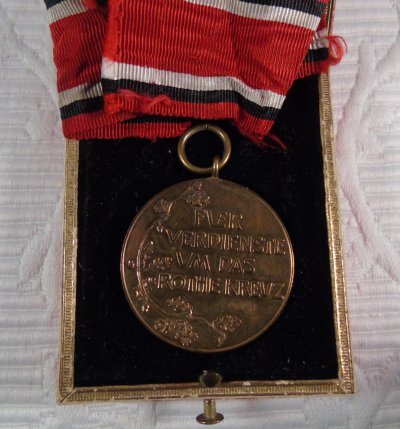 FVER
VERDIENSTE
VM DAS
ROTHE KREVZ